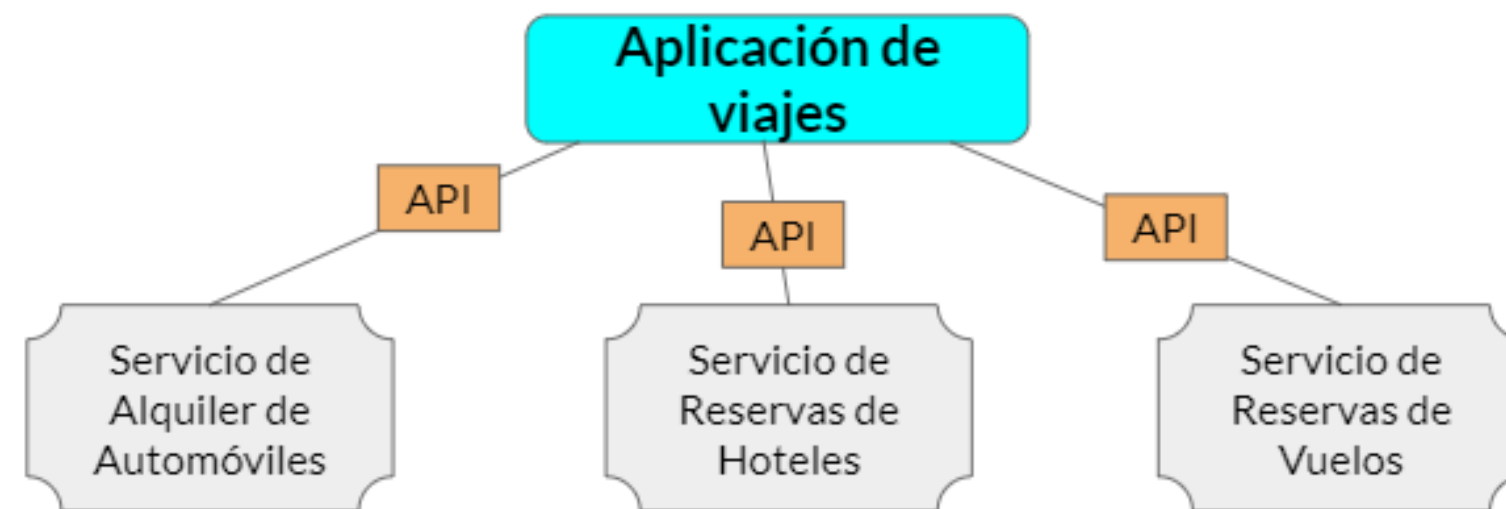 Aplicación de
viajes
API
API
API
Servicio de
Alquiler de
Automóviles
Servicio de
Reservas de
Hoteles
Servicio de
Reservas de
Vuelos